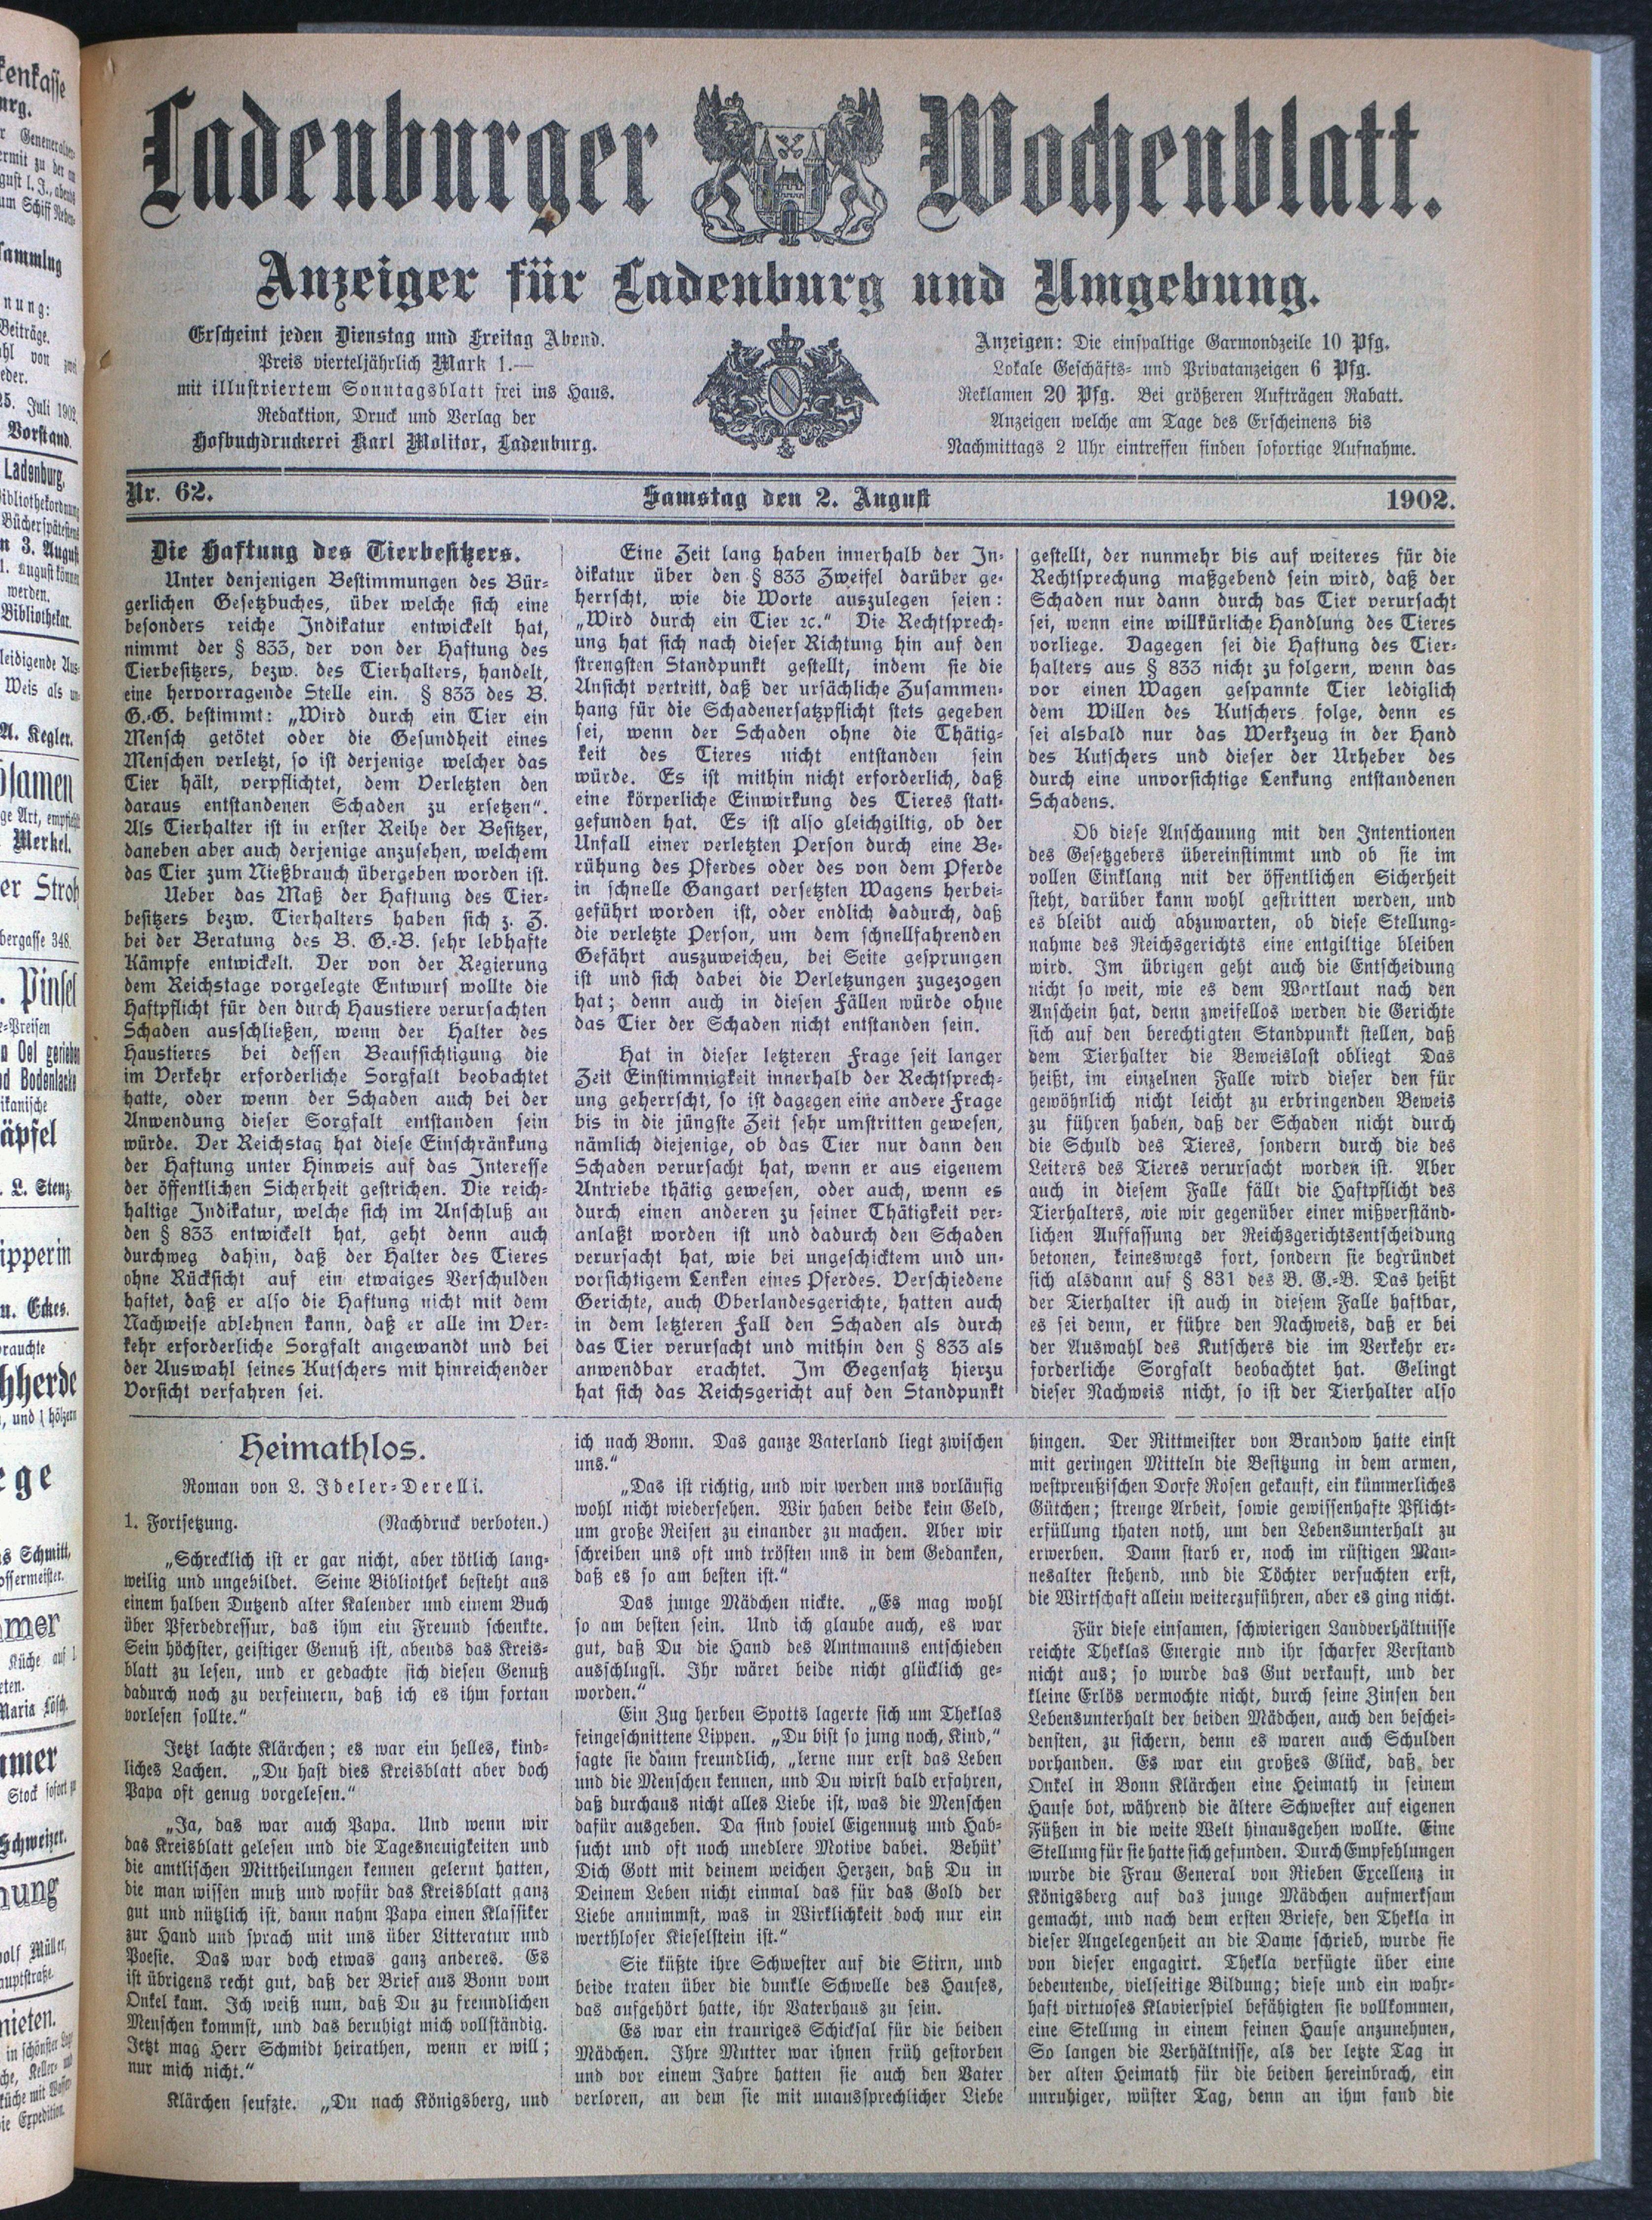 Ladenburger Wochenblatt.
Anzeiger für Ladenburg und Umgebung.
Erscheint jeden Dienstag und Freitag Abend.
Preis vierteljährlich Mark 1.—
mit illustriertem Sonntagsblatt frei ins Haus.
Redaktion, Druck und Verlag der
Hofbuchdruckerei Karl Molitor, Ladenburg.
Anzeigen: Die einspaltige Garmondzeile 10 Pfg.
Lokale Geschäfts- und Privatanzeigen 6 Pfg.
Reklamen 20 Pfg. Bei größeren Aufträgen Rabatt.
Anzeigen welche am Tage des Erscheinens bis
Nachmittags 2 Uhr eintreffen finden sofortige Aufnahme.
Nr. 62. Samstag den 2. August 1902.
Die Haftung des Tierbesitzers.
Unter denjenigen Bestimmungen des Bür-
gerlichen Gesetzbuches, über welche sich eine
besonders reiche Indikatur entwickelt hat,
nimmt der § 833, der von der Haftung des
Tierbesitzers, bezw. des Tierhalters, handelt,
eine hervorragende Stelle ein. § 833 des B.
G.-G. bestimmt: „Wird durch ein Tier ein
Mensch getötet oder die Gesundheit eines
Menschen verletzt, so ist derjenige welcher das
Tier hält, verpflichtet, dem Verletzten den
daraus entstandenen Schaden zu ersetzen“.
Als Tierhalter ist in erster Reihe der Besitzer,
daneben aber auch derjenige anzusehen, welchem
das Tier zum Nießbrauch übergeben worden ist.
Ueber das Maß der Haftung des Tier-
besitzers bezw. Tierhalters haben sich z. Z.
bei der Beratung des B. G.-B. sehr lebhafte
Kämpfe entwickelt. Der von der Regierung
dem Reichstage vorgelegte Entwurf wollte die
Haftpflicht für den durch Haustiere verursachten
Schaden ausschließen, wenn der Halter des
Haustieres bei dessen Beaufsichtigung die
im Verkehr erforderliche Sorgfalt beobachtet
hatte, oder wenn der Schaden auch bei der
Anwendung dieser Sorgfalt entstanden sein
würde. Der Reichstag hat diese Einschränkung
der Haftung unter Hinweis auf das Interesse
der öffentlichen Sicherheit gestrichen. Die reich-
haltige Indikatur, welche sich im Anschluß an
den § 833 entwickelt hat, geht denn auch
durchweg dahin, daß der Halter des Tieres
ohne Rücksicht auf ein etwaiges Verschulden
haftet, daß er also die Haftung nicht mit dem
Nachweise ablehnen kann, daß er alle im Ver-
kehr erforderliche Sorgfalt angewandt und bei
der Auswahl seines Kutschers mit hinreichender
Vorsicht verfahren sei.
Eine Zeit lang haben innerhalb der In-
dikatur über den § 833 Zweifel darüber ge-
herrscht, wie die Worte auszulegen seien:
„Wird durch ein Tier ꝛc.“ Die Rechtsprech-
ung hat sich nach dieser Richtung hin auf den
strengsten Standpunkt gestellt, indem sie die
Ansicht vertritt, daß der ursächliche Zusammen-
hang für die Schadenersatzpflicht stets gegeben
sei, wenn der Schaden ohne die Thätig-
keit des Tieres nicht entstanden sein
würde. Es ist mithin nicht erforderlich, daß
eine körperliche Einwirkung des Tieres statt-
gefunden hat. Es ist also gleichgiltig, ob der
Unfall einer verletzten Person durch eine Be-
rühung des Pferdes oder des von dem Pferde
in schnelle Gangart versetzten Wagens herbei-
geführt worden ist, oder endlich dadurch, daß
die verletzte Person, um dem schnellfahrenden
Gefährt auszuweicheu, bei Seite gesprungen
ist und sich dabei die Verletzungen zugezogen
hat; denn auch in diesen Fällen würde ohne
das Tier der Schaden nicht entstanden sein.
Hat in dieser letzteren Frage seit langer
Zeit Einstimmigkeit innerhalb der Rechtsprech-
ung geherrscht, so ist dagegen eine andere Frage
bis in die jüngste Zeit sehr umstritten gewesen,
nämlich diejenige, ob das Tier nur dann den
Schaden verursacht hat, wenn er aus eigenem
Antriebe thätig gewesen, oder auch, wenn es
durch einen anderen zu seiner Thätigkeit ver-
anlaßt worden ist und dadurch den Schaden
verursacht hat, wie bei ungeschicktem und un-
vorsichtigem Lenken eines Pferdes. Verschiedene
Gerichte, auch Oberlandesgerichte, hatten auch
in dem letzteren Fall den Schaden als durch
das Tier verursacht und mithin den § 833 als
anwendbar erachtet. Im Gegensatz hierzu
hat sich das Reichsgericht auf den Standpunkt
gestellt, der nunmehr bis auf weiteres für die
Rechtsprechung maßgebend sein wird, daß der
Schaden nur dann durch das Tier verursacht
sei, wenn eine willkürliche Handlung des Tieres
vorliege. Dagegen sei die Haftung des Tier-
halters aus § 833 nicht zu folgern, wenn das
vor einen Wagen gespannte Tier lediglich
dem Willen des Kutschers folge, denn es
sei alsbald nur das Werkzeug in der Hand
des Kutschers und dieser der Urheber des
durch eine unvorsichtige Lenkung entstandenen
Schadens.
Ob diese Anschauung mit den Intentionen
des Gesetzgebers übereinstimmt und ob sie im
vollen Einklang mit der öffentlichen Sicherheit
steht, darüber kann wohl gestritten werden, und
es bleibt auch abzuwarten, ob diese Stellung-
nahme des Reichsgerichts eine entgiltige bleiben
wird. Im übrigen geht auch die Entscheidung
nicht so weit, wie es dem Wortlaut nach den
Anschein hat, denn zweifellos werden die Gerichte
sich auf den berechtigten Standpunkt stellen, daß
dem Tierhalter die Beweislast obliegt Das
heißt, im einzelnen Falle wird dieser den für
gewöhnlich nicht leicht zu erbringenden Beweis
zu führen haben, daß der Schaden nicht durch
die Schuld des Tieres, sondern durch die des
Leiters des Tieres verursacht worden ist. Aber
auch in diesem Falle fällt die Haftpflicht des
Tierhalters, wie wir gegenüber einer mißverständ-
lichen Auffassung der Reichsgerichtsentscheidung
betonen, keineswegs fort, sondern sie begründet
sich alsdann auf § 831 des B. G.-B. Das heißt
der Tierhalter ist auch in diesem Falle haftbar,
es sei denn, er führe den Nachweis, daß er bei
der Auswahl des Kutschers die im Verkehr er-
forderliche Sorgfalt beobachtet hat. Gelingt
dieser Nachweis nicht, so ist der Tierhalter also
Heimathlos.
Roman von L. Ideler-Derelli.
1. Fortsetzung. (Nachdruck verboten.)
„Schrecklich ist er gar nicht, aber tötlich lang-
weilig und ungebildet. Seine Bibliothek besteht aus
einem halben Dutzend alter Kalender und einem Buch
über Pferdedressur, das ihm ein Freund schenkte.
Sein höchster, geistiger Genuß ist, abends das Kreis-
blatt zu lesen, und er gedachte sich diesen Genuß
dadurch noch zu verfeinern, daß ich es ihm fortan
vorlesen sollte.“
Jetzt lachte Klärchen; es war ein helles, kind-
liches Lachen. „Du hast dies Kreisblatt aber doch
Papa oft genug vorgelesen.“
„Ja, das war auch Papa. Und wenn wir
das Kreisblatt gelesen und die Tagesneuigkeiten und
die amtlischen Mittheilungen kennen gelernt hatten,
die man wissen muß und wofür das Kreisblatt ganz
gut und nützlich ist, dann nahm Papa einen Klassiker
zur Hand und sprach mit uns über Litteratur und
Poesie. Das war doch etwas ganz anderes. Es
ist übrigens recht gut, daß der Brief aus Bonn vom
Onkel kam. Ich weiß nun, daß Du zu freundlichen
Menschen kommst, und das beruhigt mich vollständig.
Jetzt mag Herr Schmidt heirathen, wenn er will;
nur mich nicht.“
Klärchen seufzte. „Du nach Königsberg, und
ich nach Bonn. Das ganze Vaterland liegt zwischen
uns.“
„Das ist richtig, und wir werden uns vorläufig
wohl nicht wiedersehen. Wir haben beide kein Geld,
um große Reisen zu einander zu machen. Aber wir
schreiben uns oft und trösten uns in dem Gedanken,
daß es so am besten ist.“
Das junge Mädchen nickte. „Es mag wohl
so am besten sein. Und ich glaube auch, es war
gut, daß Du die Hand des Amtmanns entschieden
ausschlugst. Ihr wäret beide nicht glücklich ge-
worden.“
Ein Zug herben Spotts lagerte sich um Theklas
feingeschnittene Lippen. „Du bist so jung noch, Kind,“
sagte sie dann freundlich, „lerne nur erst das Leben
und die Menschen kennen, und Du wirst bald erfahren,
daß durchaus nicht alles Liebe ist, was die Menschen
dafür ausgeben. Da sind soviel Eigennutz und Hab-
sucht und oft noch unedlere Motive dabei. Behüt’
Dich Gott mit deinem weichen Herzen, daß Du in
Deinem Leben nicht einmal das für das Gold der
Liebe annimmst, was in Wirklichkeit doch nur ein
werthloser Kieselstein ist.“
Sie küßte ihre Schwester auf die Stirn, und
beide traten über die dunkle Schwelle des Hauses,
das aufgehört hatte, ihr Vaterhaus zu sein.
Es war ein trauriges Schicksal für die beiden
Mädchen. Ihre Mutter war ihnen früh gestorben
und vor einem Jahre hatten sie auch den Vater
verloren, an dem sie mit unaussprechlicher Liebe
hingen. Der Rittmeister von Brandow hatte einst
mit geringen Mitteln die Besitzung in dem armen,
westpreußischen Dorfe Rosen gekauft, ein kümmerliches
Gütchen; strenge Arbeit, sowie gewissenhafte Pflicht-
erfüllung thaten noth, um den Lebensunterhalt zu
erwerben. Dann starb er, noch im rüstigen Man-
nesalter stehend, und die Töchter versuchten erst,
die Wirtschaft allein weiterzuführen, aber es ging nicht.
Für diese einsamen, schwierigen Landverhältnisse
reichte Theklas Energie und ihr scharfer Verstand
nicht aus; so wurde das Gut verkauft, und der
kleine Erlös vermochte nicht, durch seine Zinsen den
Lebensunterhalt der beiden Mädchen, auch den beschei-
densten, zu sichern, denn es waren auch Schulden
vorhanden. Es war ein großes Glück, daß der
Onkel in Bonn Klärchen eine Heimath in seinem
Hause bot, während die ältere Schwester auf eigenen
Füßen in die weite Welt hinausgehen wollte. Eine
Stellung für sie hatte sich gefunden. Durch Empfehlungen
wurde die Frau General von Rieben Excellenz in
Königsberg auf das junge Mädchen aufmerksam
gemacht, und nach dem ersten Briefe, den Thekla in
dieser Angelegenheit an die Dame schrieb, wurde sie
von dieser engagirt. Thekla verfügte über eine
bedeutende, vielseitige Bildung; diese und ein wahr-
haft virtuoses Klavierspiel befähigten sie vollkommen,
eine Stellung in einem feinen Hause anzunehmen,
So langen die Verhältnisse, als der letzte Tag in
der alten Heimath für die beiden hereinbrach, ein
unruhiger, wüster Tag, denn an ihm fand die